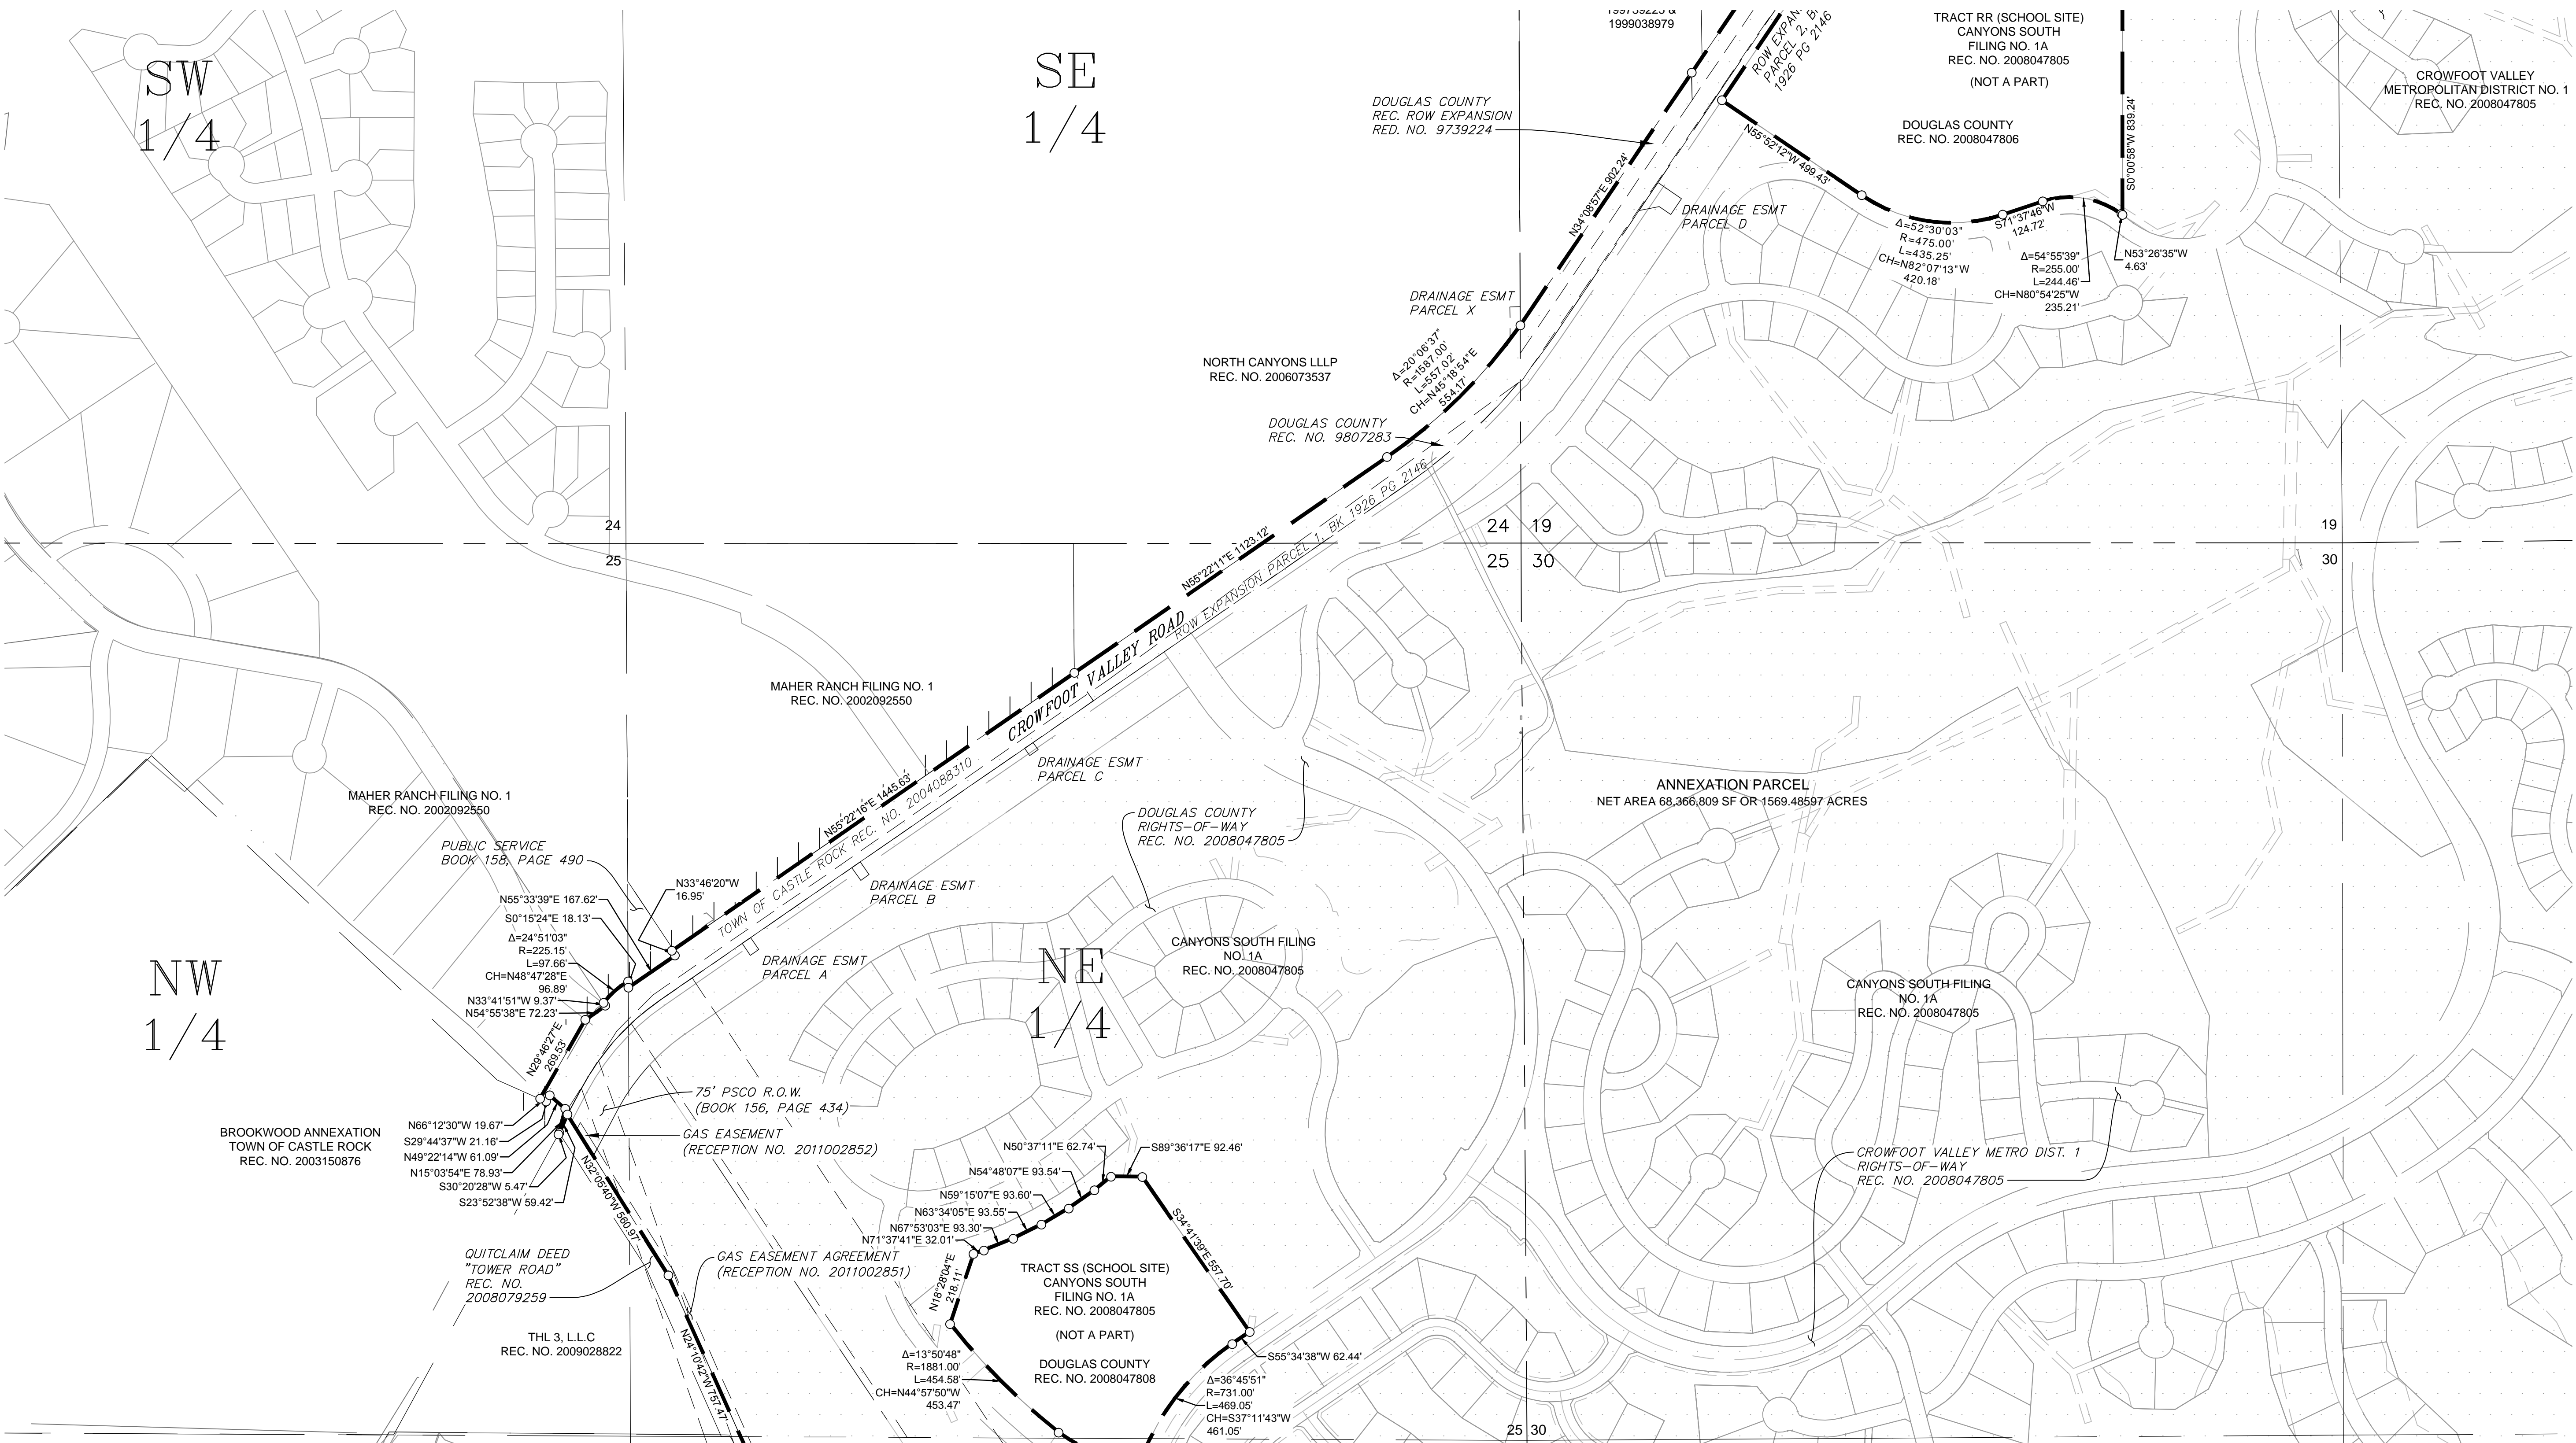 SW
1/4
SE
1/4
1999038979
ROW EXPAN
PARCEL 2, B
1926 PG 2146
TRACT RR (SCHOOL SITE)
CANYONS SOUTH
FILING NO. 1A
REC. NO. 2008047805
(NOT A PART)
DOUGLAS COUNTY
REC. NO. 2008047806
CROWFOOT VALLEY
METROPOLITAN DISTRICT NO. 1
REC. NO. 2008047805
S0°00'58"W 839.24'
DOUGLAS COUNTY
REC. ROW EXPANSION
RED. NO. 9739224
N55°52'12"W 499.43'
N34°08'57"E 902.24'
DRAINAGE ESMT
PARCEL D
Δ=52°30'03"
R=475.00'
L=435.25'
CH=N82°07'13"W
420.18'
S71°37'46"W
124.72'
Δ=54°55'39"
R=255.00'
L=244.46'
CH=N80°54'25"W
235.21'
N53°26'35"W
4.63'
DRAINAGE ESMT
PARCEL X
Δ=20°06'37"
R=1587.00'
L=557.02'
CH=N45°18'54"E
554.17'
NORTH CANYONS LLLP
REC. NO. 2006073537
DOUGLAS COUNTY
REC. NO. 9807283
24
25
24 19
25 30
19
30
N55°22'11"E 1123.12'
ROW EXPANSION PARCEL 1, BK 1926 PG 2146
CROWFOOT VALLEY ROAD
MAHER RANCH FILING NO. 1
REC. NO. 2002092550
DRAINAGE ESMT
PARCEL C
N55°22'16"E 1445.63'
TOWN OF CASTLE ROCK REC. NO. 2004088310
ANNEXATION PARCEL
NET AREA 68,366,809 SF OR 1569.48597 ACRES
MAHER RANCH FILING NO. 1
REC. NO. 2002092550
DOUGLAS COUNTY
RIGHTS-OF-WAY
REC. NO. 2008047805
PUBLIC SERVICE
BOOK 158, PAGE 490
N33°46'20"W
16.95'
DRAINAGE ESMT
PARCEL B
N55°33'39"E 167.62'
S0°15'24"E 18.13'
Δ=24°51'03"
R=225.15'
L=97.66'
CH=N48°47'28"E
96.89'
N33°41'51"W 9.37'
N54°55'38"E 72.23'
DRAINAGE ESMT
PARCEL A
NW
1/4
NE
1/4
CANYONS SOUTH FILING
NO. 1A
REC. NO. 2008047805
CANYONS SOUTH FILING
NO. 1A
REC. NO. 2008047805
N29°46'27"E
269.53'
75' PSCO R.O.W.
(BOOK 156, PAGE 434)
BROOKWOOD ANNEXATION
TOWN OF CASTLE ROCK
REC. NO. 2003150876
N66°12'30"W 19.67'
S29°44'37"W 21.16'
N49°22'14"W 61.09'
N15°03'54"E 78.93'
S30°20'28"W 5.47'
S23°52'38"W 59.42'
GAS EASEMENT
(RECEPTION NO. 2011002852)
N32°05'40"W 560.97'
N50°37'11"E 62.74'
S89°36'17"E 92.46'
N54°48'07"E 93.54'
N59°15'07"E 93.60'
N63°34'05"E 93.55'
N67°53'03"E 93.30'
N71°37'41"E 32.01'
CROWFOOT VALLEY METRO DIST. 1
RIGHTS-OF-WAY
REC. NO. 2008047805
QUITCLAIM DEED
"TOWER ROAD"
REC. NO.
2008079259
GAS EASEMENT AGREEMENT
(RECEPTION NO. 2011002851)
N18°28'04"E
218.11'
S34°41'39"E 557.70'
TRACT SS (SCHOOL SITE)
CANYONS SOUTH
FILING NO. 1A
REC. NO. 2008047805
(NOT A PART)
DOUGLAS COUNTY
REC. NO. 2008047808
THL 3, L.L.C
REC. NO. 2009028822
N24°10'42"W 757.47'
Δ=13°50'48"
R=1881.00'
L=454.58'
CH=N44°57'50"W
453.47'
S55°34'38"W 62.44'
Δ=36°45'51"
R=731.00'
L=469.05'
CH=S37°11'43"W
461.05'
25 30